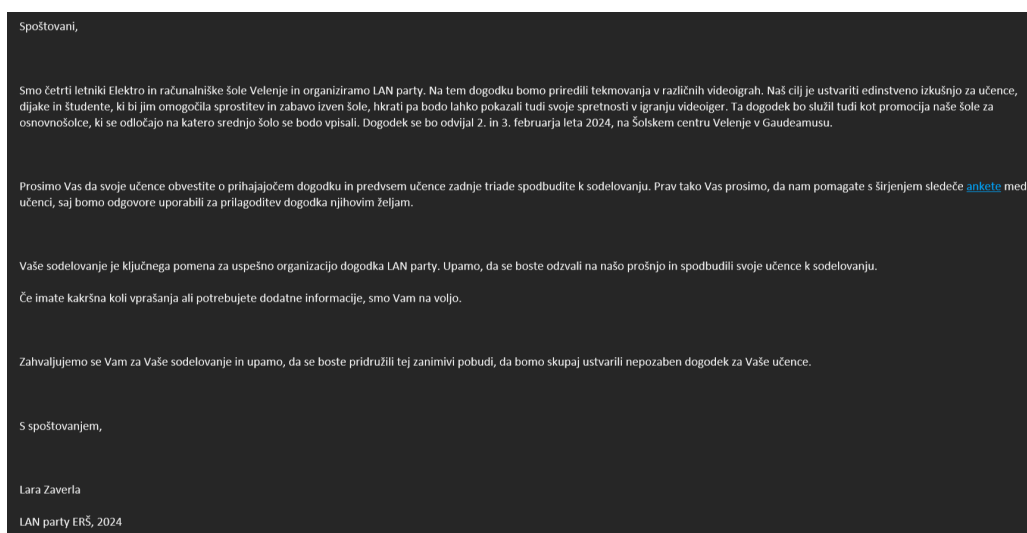 Spoštovani,
Smo četrti letniki Elektro in računalniške šole Velenje in organiziramo LAN party. Na tem dogodku bomo priredili tekmovanja v različnih videoigrah. Naš cilj je ustvariti edinstveno izkušnjo za učence,
dijake in študente, ki bi jim omogočila sprostitev in zabavo izven šole, hkrati pa bodo lahko pokazali tudi svoje spretnosti v igranju videoiger. Ta dogodek bo služil tudi kot promocija naše šole za
osnovnošolce, ki se odločajo na katero srednjo šolo se bodo vpisali. Dogodek se bo odvijal 2. in 3. februarja leta 2024, na Šolskem centru Velenje v Gaudeamusu.
Prosimo Vas da svoje učence obvestite o prihajajočem dogodku in predvsem učence zadnje triade spodbudite k sodelovanju. Prav tako Vas prosimo, da nam pomagate s širjenjem sledeče ankete med
učenci, saj bomo odgovore uporabili za prilagoditev dogodka njihovim željam.
Vaše sodelovanje je ključnega pomena za uspešno organizacijo dogodka LAN party. Upamo, da se boste odzvali na našo prošnjo in spodbudili svoje učence k sodelovanju.
Če imate kakršna koli vprašanja ali potrebujete dodatne informacije, smo Vam na voljo.
Zahvaljujemo se Vam za Vaše sodelovanje in upamo, da se boste pridružili tej zanimivi pobudi, da bomo skupaj ustvarili nepozaben dogodek za Vaše učence.
S spoštovanjem,
Lara Zaverla
LAN party ERŠ, 2024